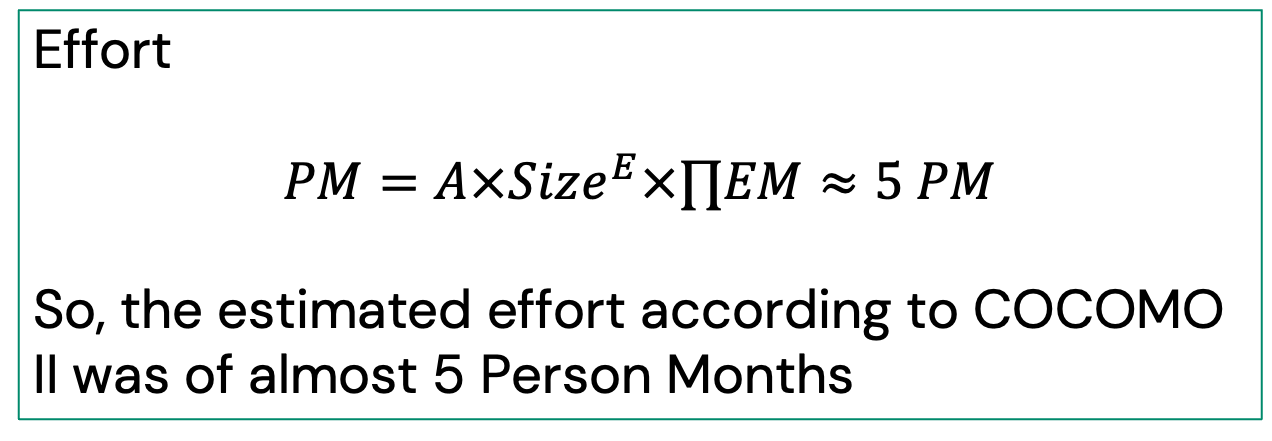 Effort
PM = A×Size^E×∏EM ≈ 5 PM
So, the estimated effort according to COCOMO
II was of almost 5 Person Months